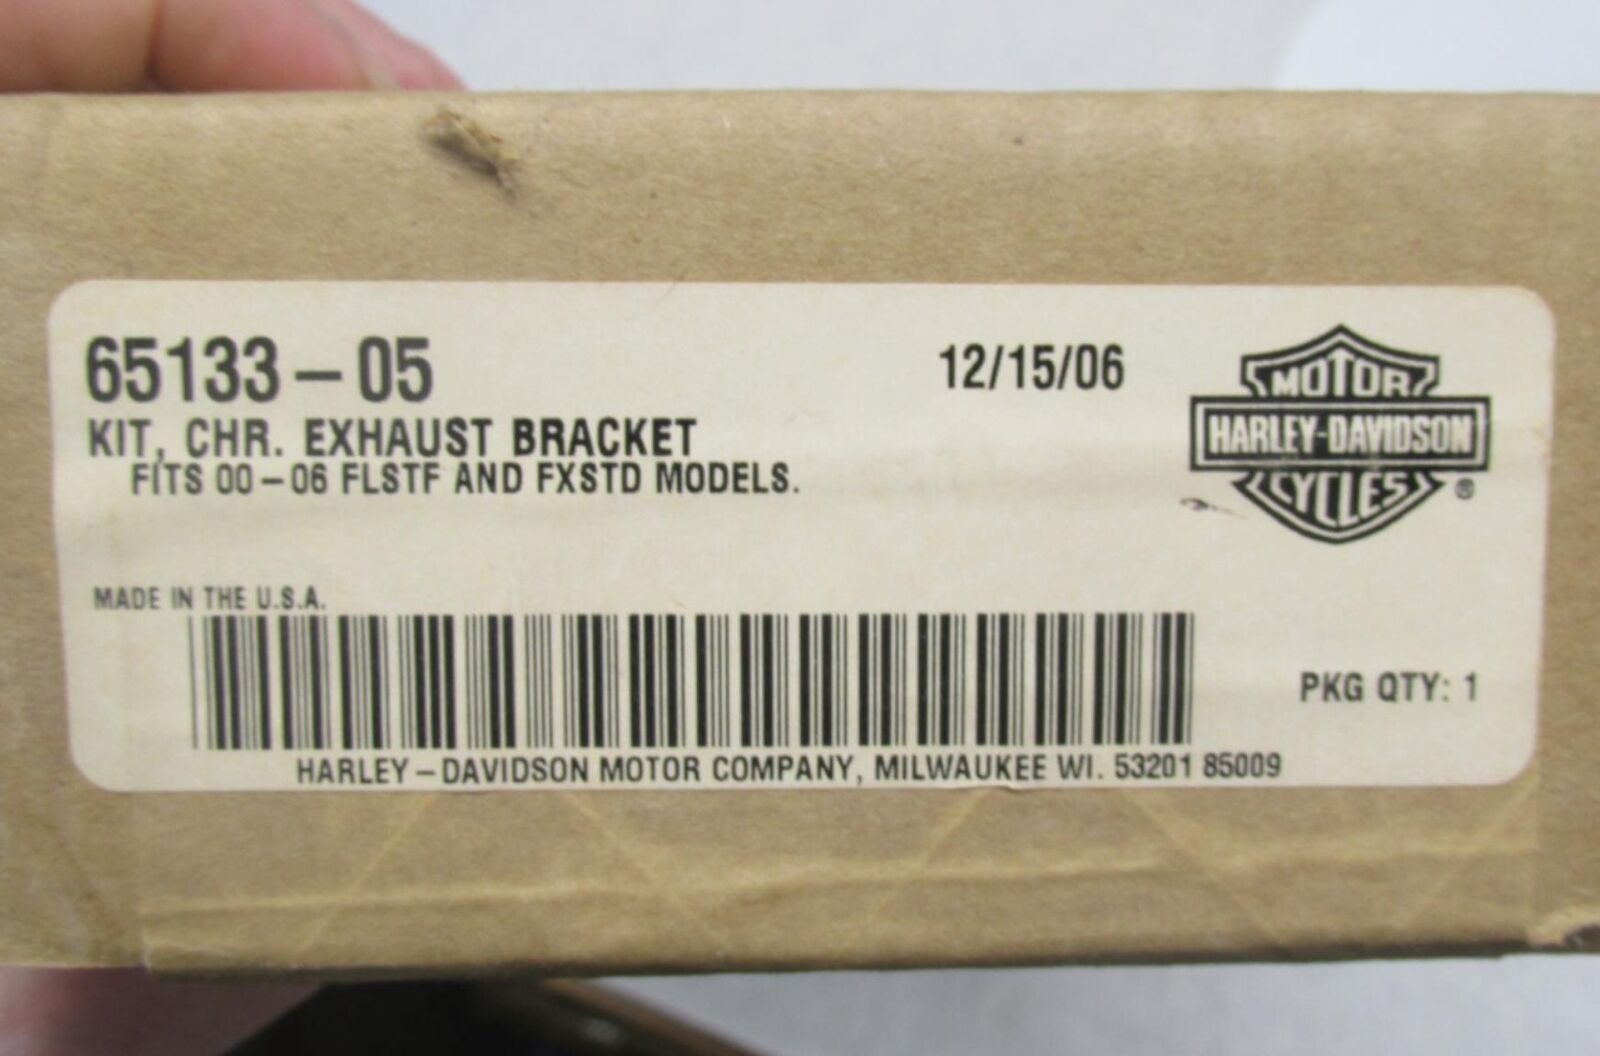 65133-05
12/15/06
KIT, CHR. EXHAUST BRACKET
FITS 00-06 FLSTF AND FXSTD MODELS.
MOTOR
HARLEY-DAVIDSON
CYCLES
®
MADE IN THE U.S.A.
PKG QTY: 1
HARLEY-DAVIDSON MOTOR COMPANY, MILWAUKEE WI. 53201 85009